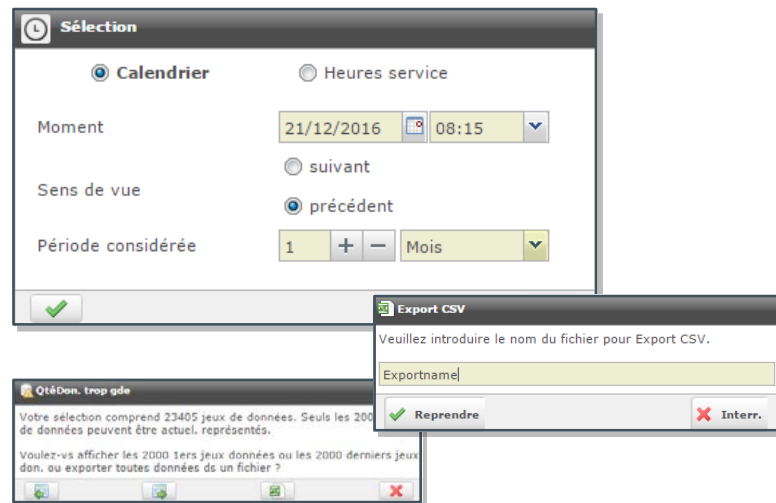 Sélection
Calendrier Heures service
Moment 21/12/2016 08:15
suivant
Sens de vue
précédent
Période considérée 1 + − Mois
Export CSV
Veuillez introduire le nom du fichier pour Export CSV.
Exportname
Reprendre Interr.
QtéDon. trop gde
Votre sélection comprend 23405 jeux de données. Seuls les
de données peuvent être actuel. représentés.
Voulez-vs afficher les 2000 1ers jeux données ou les 2000 derniers jeux
don. ou exporter toutes données ds un fichier ?